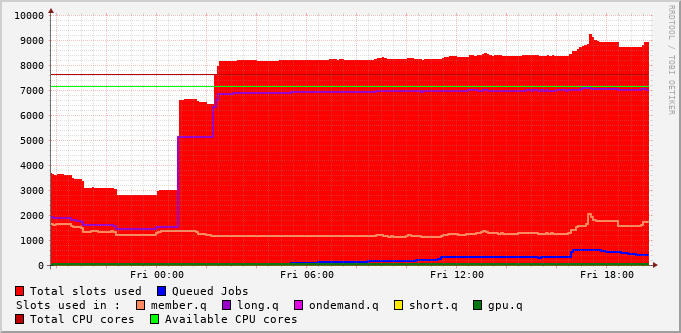 10000
9000
8000
7000
6000
5000
4000
3000
2000
1000
0
Fri 00:00 Fri 06:00 Fri 12:00 Fri 18:00
RRDTOOL / TOBI OETIKER
Total slots used Queued Jobs
Slots used in : member.q long.q ondemand.q short.q gpu.q
Total CPU cores Available CPU cores